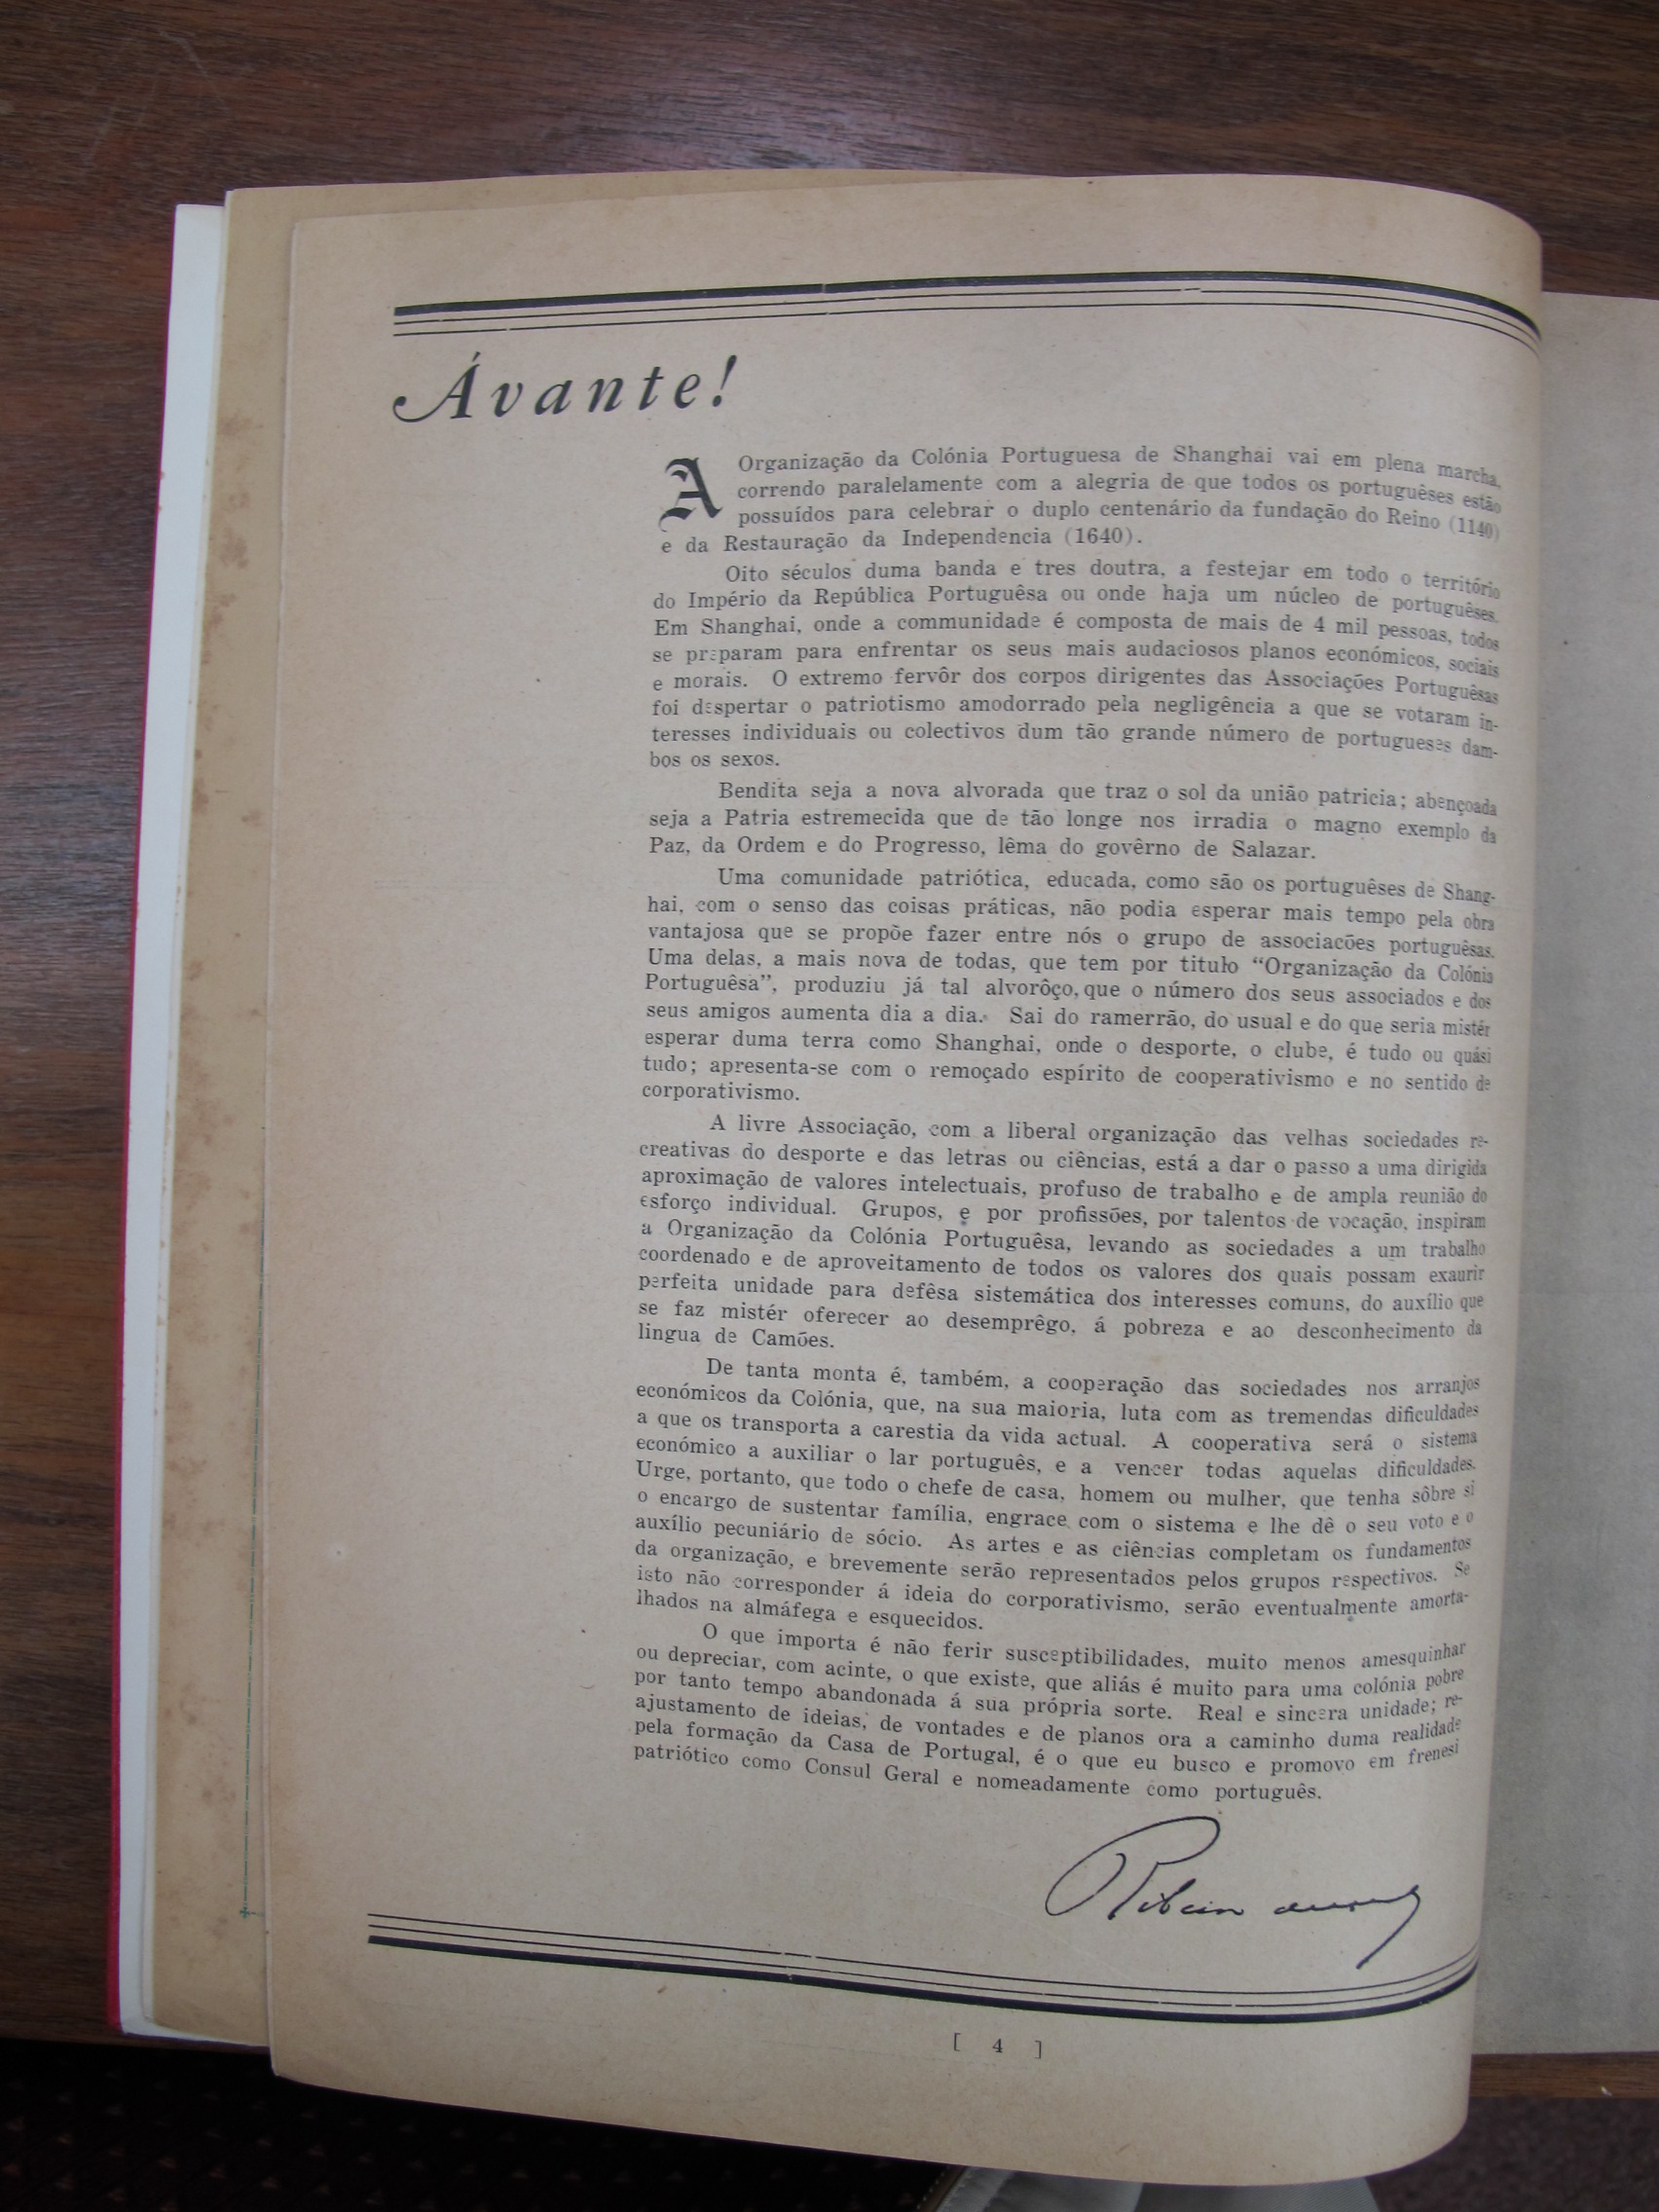 Ávante!
A Organização da Colónia Portuguesa de Shanghai vai em plena marcha,
correndo paralelamente com a alegria de que todos os portuguêses estão
possuídos para celebrar o duplo centenário da fundação do Reino (1140)
e da Restauração da Independencia (1640).
Oito séculos duma banda e tres doutra, a festejar em todo o território
do Império da República Portuguêsa ou onde haja um núcleo de portuguêses.
Em Shanghai, onde a communidade é composta de mais de 4 mil pessoas, todos
se preparam para enfrentar os seus mais audaciosos planos económicos, sociais
e morais. O extremo fervôr dos corpos dirigentes das Associações Portuguêsas
foi despertar o patriotismo amodorrado pela negligência a que se votaram in-
teresses individuais ou colectivos dum tão grande número de portugueses dam-
bos os sexos.
Bendita seja a nova alvorada que traz o sol da união patricia; abençoada
seja a Patria estremecida que de tão longe nos irradia o magno exemplo da
Paz, da Ordem e do Progresso, lêma do govêrno de Salazar.
Uma comunidade patriótica, educada, como são os portuguêses de Shang-
hai, com o senso das coisas práticas, não podia esperar mais tempo pela obra
vantajosa que se propõe fazer entre nós o grupo de associacões portuguêsas.
Uma delas, a mais nova de todas, que tem por titulo “Organização da Colónia
Portuguêsa”, produziu já tal alvorôço, que o número dos seus associados e dos
seus amigos aumenta dia a dia. Sai do ramerrão, do usual e do que seria mistér
esperar duma terra como Shanghai, onde o desporte, o clube, é tudo ou quási
tudo; apresenta-se com o remoçado espírito de cooperativismo e no sentido de
corporativismo.
A livre Associação, com a liberal organização das velhas sociedades re-
creativas do desporte e das letras ou ciências, está a dar o passo a uma dirigida
aproximação de valores intelectuais, profuso de trabalho e de ampla reunião do
esforço individual. Grupos, e por profissões, por talentos de vocação, inspiram
a Organização da Colónia Portuguêsa, levando as sociedades a um trabalho
coordenado e de aproveitamento de todos os valores dos quais possam exaurir
perfeita unidade para defêsa sistemática dos interesses comuns, do auxílio que
se faz mistér oferecer ao desemprêgo, á pobreza e ao desconhecimento da
lingua de Camões.
De tanta monta é, também, a cooperação das sociedades nos arranjos
económicos da Colónia, que, na sua maioria, luta com as tremendas dificuldades
a que os transporta a carestia da vida actual. A cooperativa será o sistema
económico a auxiliar o lar português, e a vencer todas aquelas dificuldades.
Urge, portanto, que todo o chefe de casa, homem ou mulher, que tenha sôbre si
o encargo de sustentar família, engrace com o sistema e lhe dê o seu voto e o
auxílio pecuniário de sócio. As artes e as ciências completam os fundamentos
da organização, e brevemente serão representados pelos grupos respectivos. Se
isto não corresponder á ideia do corporativismo, serão eventualmente amorta-
lhados na almáfega e esquecidos.
O que importa é não ferir susceptibilidades, muito menos amesquinhar
ou depreciar, com acinte, o que existe, que aliás é muito para uma colónia pobre
por tanto tempo abandonada á sua própria sorte. Real e sincera unidade; re-
ajustamento de ideias, de vontades e de planos ora a caminho duma realidade
pela formação da Casa de Portugal, é o que eu busco e promovo em frenesi
patriótico como Consul Geral e nomeadamente como português.
[ 4 ]